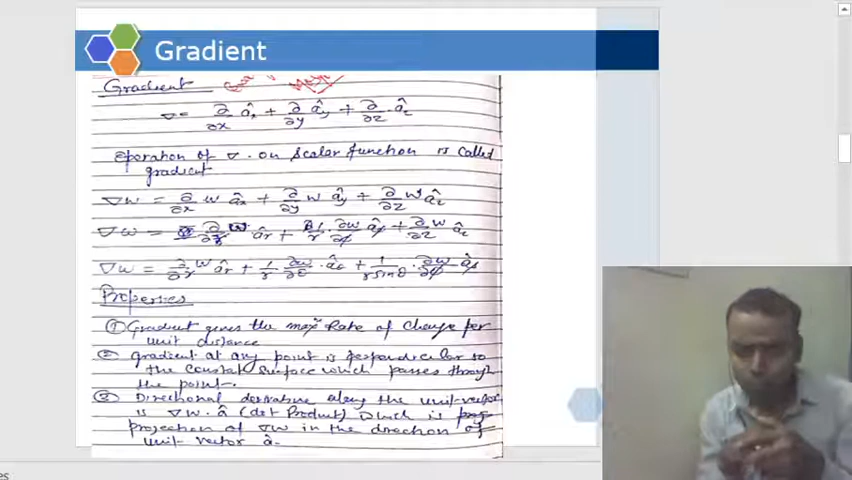 Gradient
Gradient
∇ = ∂/∂x âx + ∂/∂y ây + ∂/∂z · âz
Operation of ∇ . on Scalar function is Called
gradient
∇W = ∂/∂x W âx + ∂/∂y W ây + ∂/∂z W âz
∇W = ∂/∂r W âr + 1/r · ∂W/∂φ âφ + ∂/∂z W âz
∇W = ∂/∂r W âr + 1/r ∂W/∂θ · âθ + 1/r sinθ · ∂W/∂φ âφ
Properties
① Gradient gives the maxm Rate of Change per
unit distance
② gradient at any point is perpendicular to
the Constat Surface which passes through
the point.
③ Directional derivative along the unit-vector
is ∇W. â (dot Product) which is
projection of ∇W in the direction of
unit vector â.
es